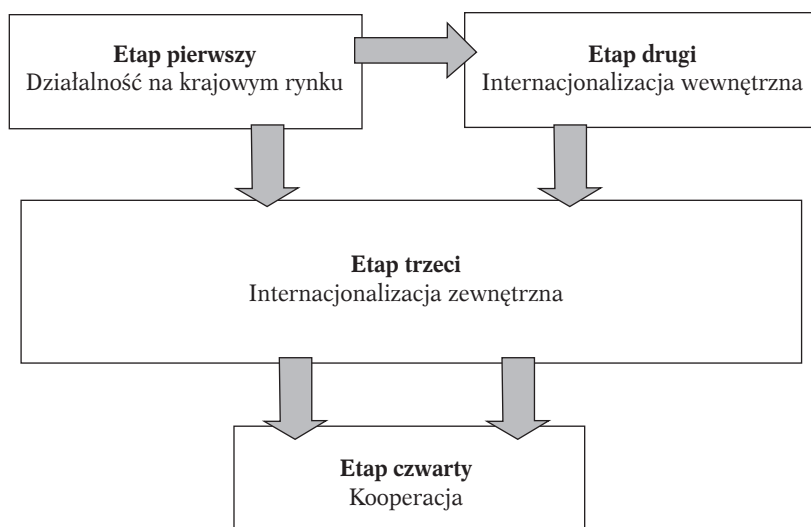 Etap pierwszy
Działalność na krajowym rynku
Etap drugi
Internacjonalizacja wewnętrzna
Etap trzeci
Internacjonalizacja zewnętrzna
Etap czwarty
Kooperacja